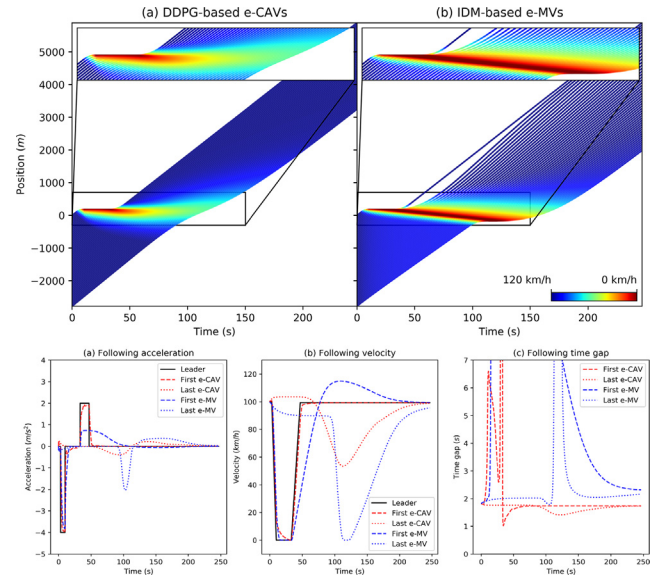 (a) DDPG-based e-CAVs
(b) IDM-based e-MVs
5000
4000
3000
2000
1000
0
−1000
−2000
Position (m)
120 km/h
0 km/h
0
50
100
150
200
0
50
100
150
200
Time (s)
Time (s)
(a) Following acceleration
4
3
2
1
0
−1
−2
−3
−4
−5
Acceleration (m/s²)
Leader
First e-CAV
Last e-CAV
First e-MV
Last e-MV
0
50
100
150
200
250
Time (s)
(b) Following velocity
120
100
80
60
40
20
0
Velocity (km/h)
Leader
First e-CAV
Last e-CAV
First e-MV
Last e-MV
0
50
100
150
200
250
Time (s)
(c) Following time gap
7
6
5
4
3
2
1
0
Time gap (s)
First e-CAV
Last e-CAV
First e-MV
Last e-MV
0
50
100
150
200
250
Time (s)